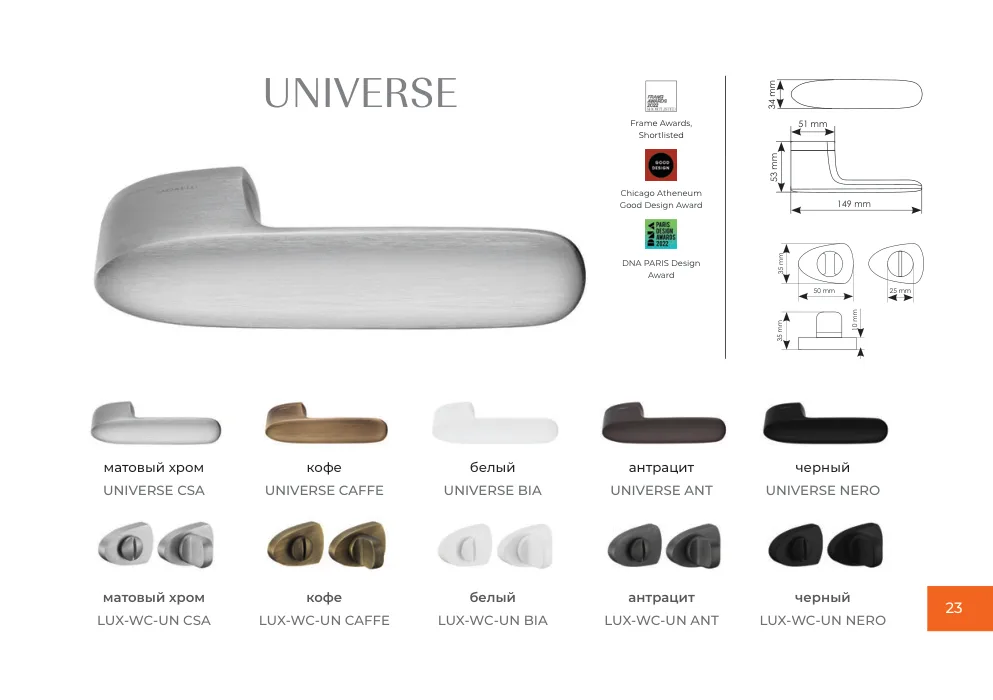 UNIVERSE
FRAME
AWARDS
2022
Frame Awards,
Shortlisted
GOOD
DESIGN
Chicago Atheneum
Good Design Award
DNA
PARIS
DESIGN
AWARDS
2022
DNA PARIS Design
Award
34 mm
51 mm
53 mm
149 mm
35 mm
50 mm
25 mm
35 mm
10 mm
матовый хром
UNIVERSE CSA
кофе
UNIVERSE CAFFE
белый
UNIVERSE BIA
антрацит
UNIVERSE ANT
черный
UNIVERSE NERO
матовый хром
LUX-WC-UN CSA
кофе
LUX-WC-UN CAFFE
белый
LUX-WC-UN BIA
антрацит
LUX-WC-UN ANT
черный
LUX-WC-UN NERO
23